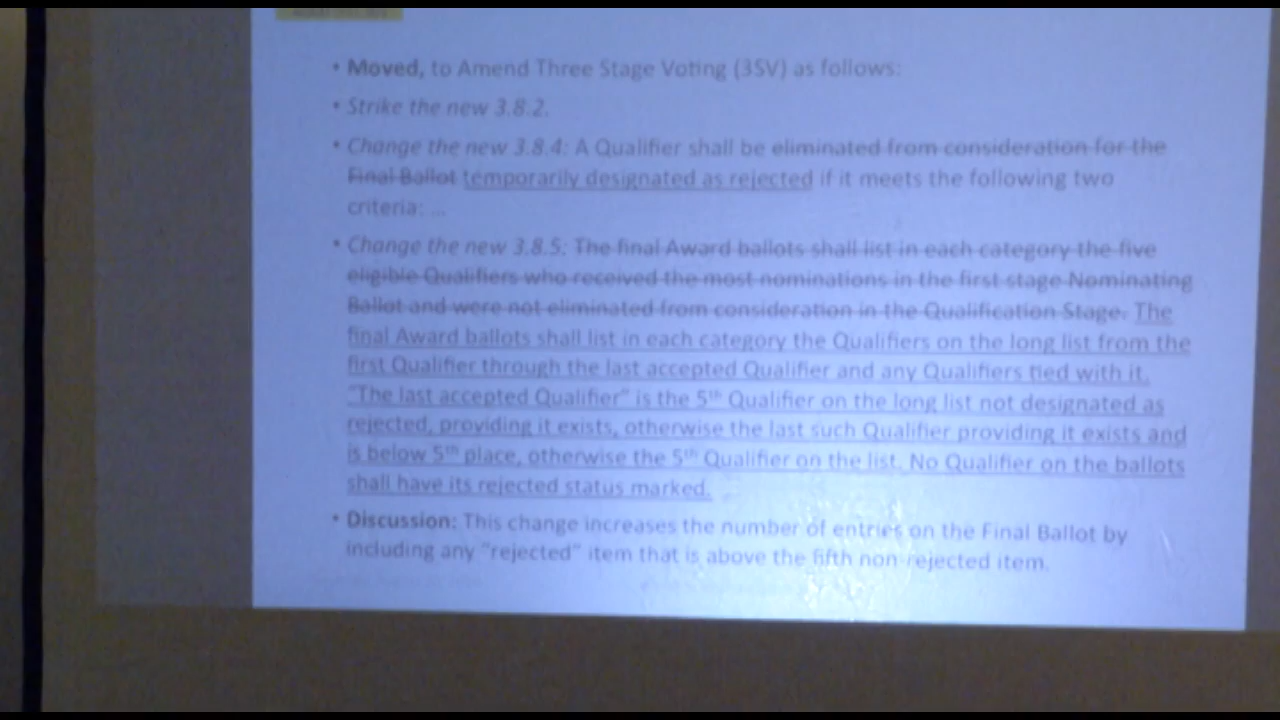 • Moved, to Amend Three Stage Voting (3SV) as follows:
• Strike the new 3.8.2.
• Change the new 3.8.4: A Qualifier shall be eliminated from consideration for the
Final Ballot temporarily designated as rejected if it meets the following two
criteria: ...
• Change the new 3.8.5: The final Award ballots shall list in each category the five
eligible Qualifiers who received the most nominations in the first stage Nominating
Ballot and were not eliminated from consideration in the Qualification Stage. The
final Award ballots shall list in each category the Qualifiers on the long list from the
first Qualifier through the last accepted Qualifier and any Qualifiers tied with it.
"The last accepted Qualifier" is the 5th Qualifier on the long list not designated as
rejected, providing it exists, otherwise the last such Qualifier providing it exists and
is below 5th place, otherwise the 5th Qualifier on the list. No Qualifier on the ballots
shall have its rejected status marked.
• Discussion: This change increases the number of entries on the Final Ballot by
including any "rejected" item that is above the fifth non-rejected item.